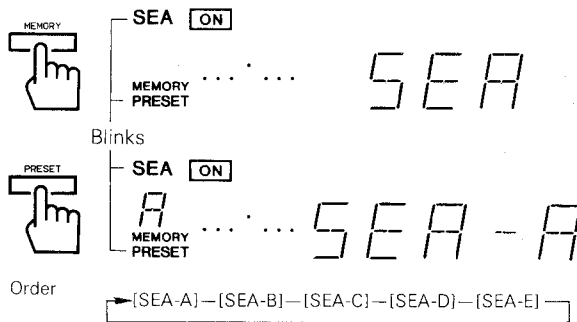 MEMORY
SEA ON
MEMORY ... · ... SEA
PRESET
Blinks
PRESET
SEA ON
A
MEMORY ... · ... SEA-A
PRESET
Order
[SEA-A]—[SEA-B]—[SEA-C]—[SEA-D]—[SEA-E]